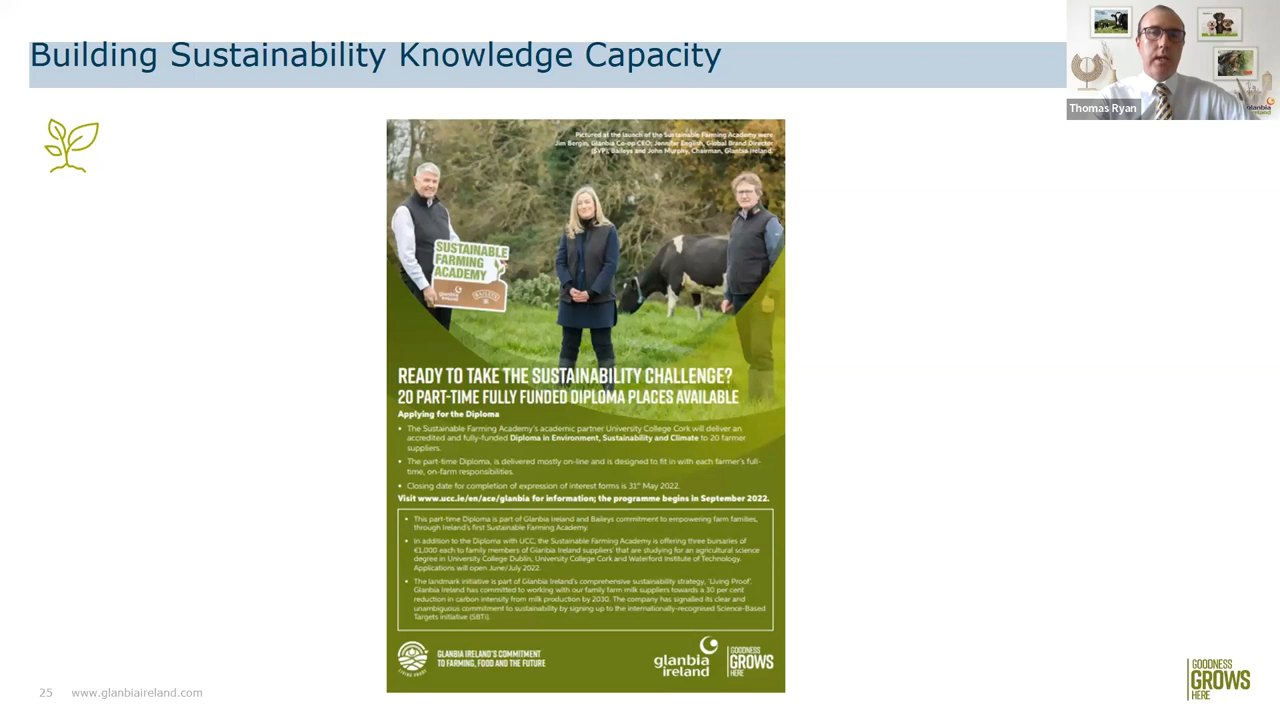 Building Sustainability Knowledge Capacity
Thomas Ryan
glanbia
ireland
Pictured at the launch of the Sustainable Farming Academy were
Jim Bergin, Glanbia Co-op CEO; Jennifer English, Global Brand Director
(SVP), Baileys and John Murphy, Chairman, Glanbia Ireland.
SUSTAINABLE
FARMING
ACADEMY
glanbia
ireland
BAILEYS
READY TO TAKE THE SUSTAINABILITY CHALLENGE?
20 PART-TIME FULLY FUNDED DIPLOMA PLACES AVAILABLE
Applying for the Diploma
• The Sustainable Farming Academy's academic partner University College Cork will deliver an
accredited and fully-funded Diploma in Environment, Sustainability and Climate to 20 farmer
suppliers.
• The part-time Diploma, is delivered mostly on-line and is designed to fit in with each farmer's full-
time, on-farm responsibilities.
• Closing date for completion of expression of interest forms is 31st May 2022.
Visit www.ucc.ie/en/ace/glanbia for information; the programme begins in September 2022.
• This part-time Diploma is part of Glanbia Ireland and Baileys commitment to empowering farm families,
through Ireland's first Sustainable Farming Academy.
• In addition to the Diploma with UCC, the Sustainable Farming Academy is offering three bursaries of
€1,000 each to family members of Glanbia Ireland suppliers' that are studying for an agricultural science
degree in University College Dublin, University College Cork and Waterford Institute of Technology.
Applications will open June/July 2022.
• The landmark initiative is part of Glanbia Ireland's comprehensive sustainability strategy, 'Living Proof'.
Glanbia Ireland has committed to working with our family farm milk suppliers towards a 30 per cent
reduction in carbon intensity from milk production by 2030. The company has signalled its clear and
unambiguous commitment to sustainability by signing up to the internationally-recognised Science-Based
Targets initiative (SBTi).
LIVING PROOF
GLANBIA IRELAND'S COMMITMENT
TO FARMING, FOOD AND THE FUTURE
glanbia
ireland
GOODNESS
GROWS
HERE
25 www.glanbiaireland.com
GOODNESS
GROWS
HERE